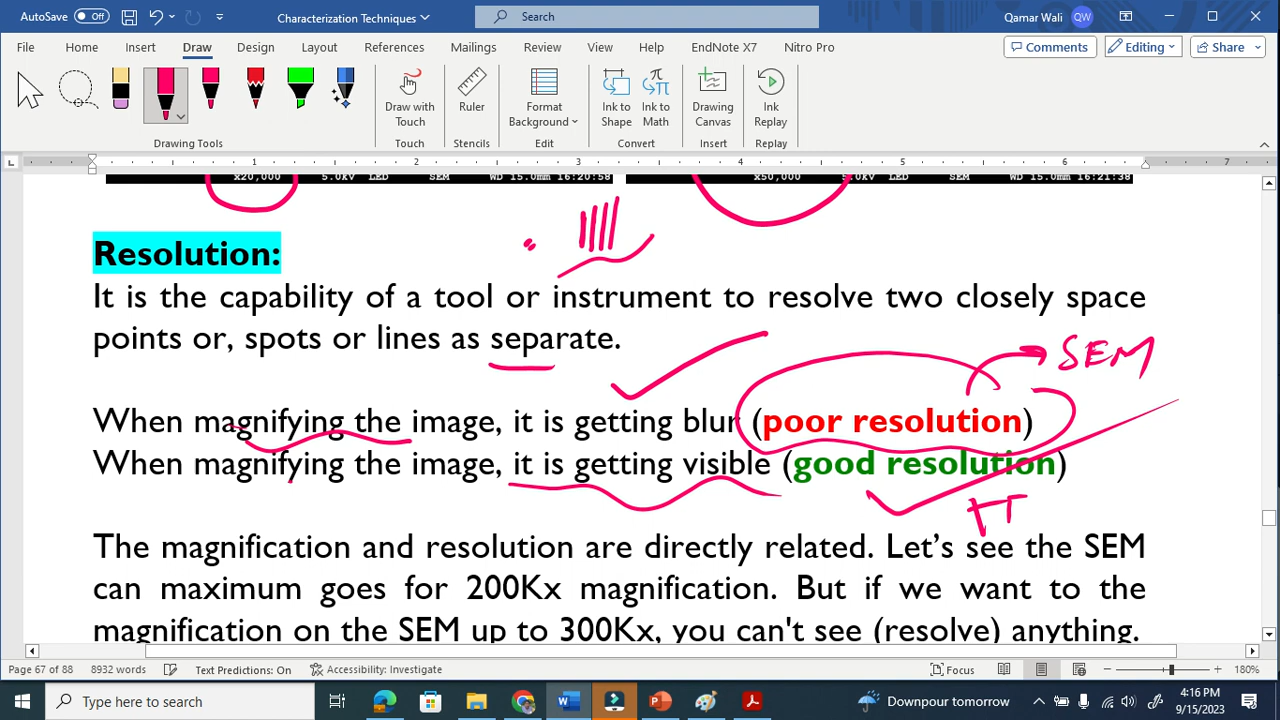 AutoSave Off
Characterization Techniques
Search
Qamar Wali QW
File Home Insert Draw Design Layout References Mailings Review View Help EndNote X7 Nitro Pro
Comments Editing Share
Draw with Touch
Ruler
Format Background
Ink to Shape
Ink to Math
Drawing Canvas
Ink Replay
Drawing Tools Touch Stencils Edit Convert Insert Replay
1 2 3 4 5 6 7
x20,000 5.0kV LED SEM WD 15.0mm 16:20:58 x50,000 5.0kV LED SEM WD 15.0mm 16:21:38
Resolution:
It is the capability of a tool or instrument to resolve two closely space
points or, spots or lines as separate.
SEM
When magnifying the image, it is getting blur (poor resolution)
When magnifying the image, it is getting visible (good resolution)
The magnification and resolution are directly related. Let's see the SEM
can maximum goes for 200Kx magnification. But if we want to the
magnification on the SEM up to 300Kx, you can't see (resolve) anything.
Page 67 of 88 8932 words Text Predictions: On Accessibility: Investigate Focus 180%
Type here to search
Downpour tomorrow
4:16 PM
9/15/2023